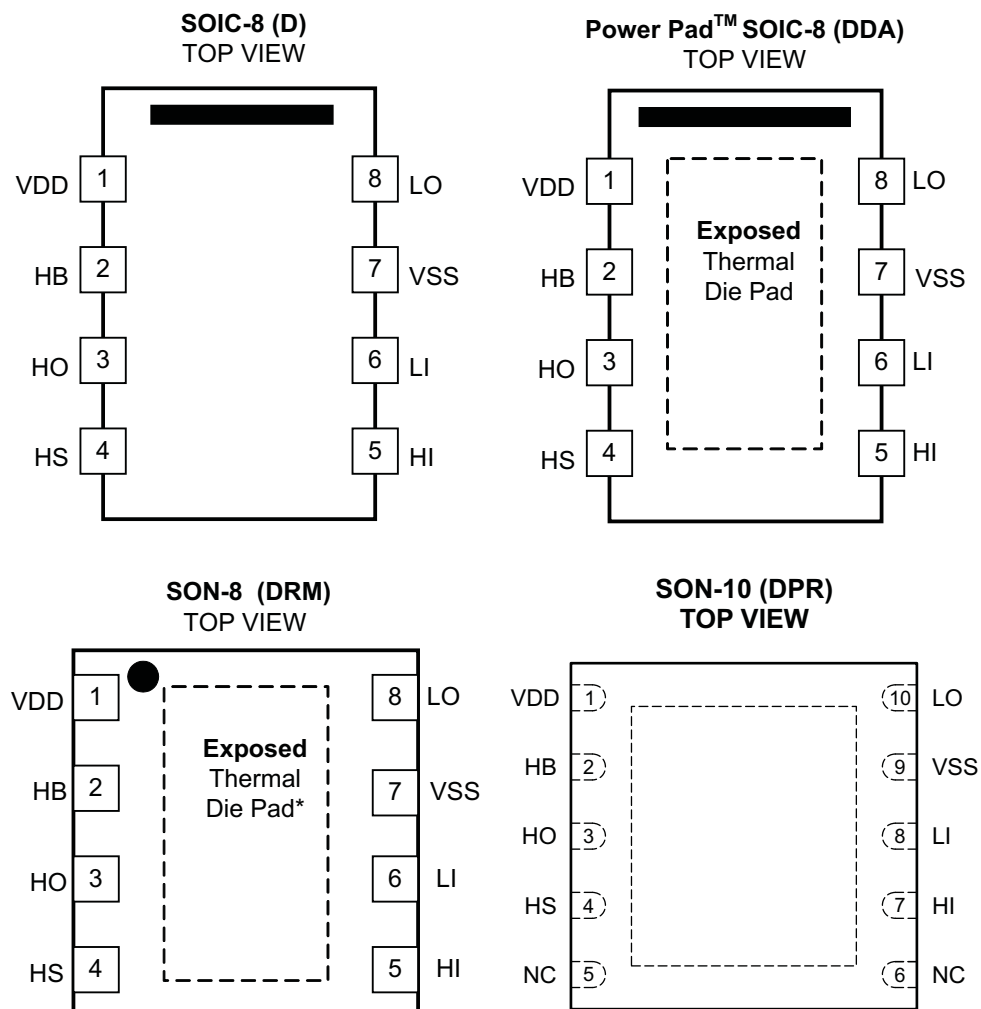 SOIC-8 (D)
TOP VIEW
VDD 1 8 LO
HB 2 7 VSS
HO 3 6 LI
HS 4 5 HI
Power Pad™ SOIC-8 (DDA)
TOP VIEW
VDD 1 8 LO
Exposed
Thermal
Die Pad
HB 2 7 VSS
HO 3 6 LI
HS 4 5 HI
SON-8 (DRM)
TOP VIEW
VDD 1 8 LO
Exposed
Thermal
Die Pad*
HB 2 7 VSS
HO 3 6 LI
HS 4 5 HI
SON-10 (DPR)
TOP VIEW
VDD 1 10 LO
HB 2 9 VSS
HO 3 8 LI
HS 4 7 HI
NC 5 6 NC